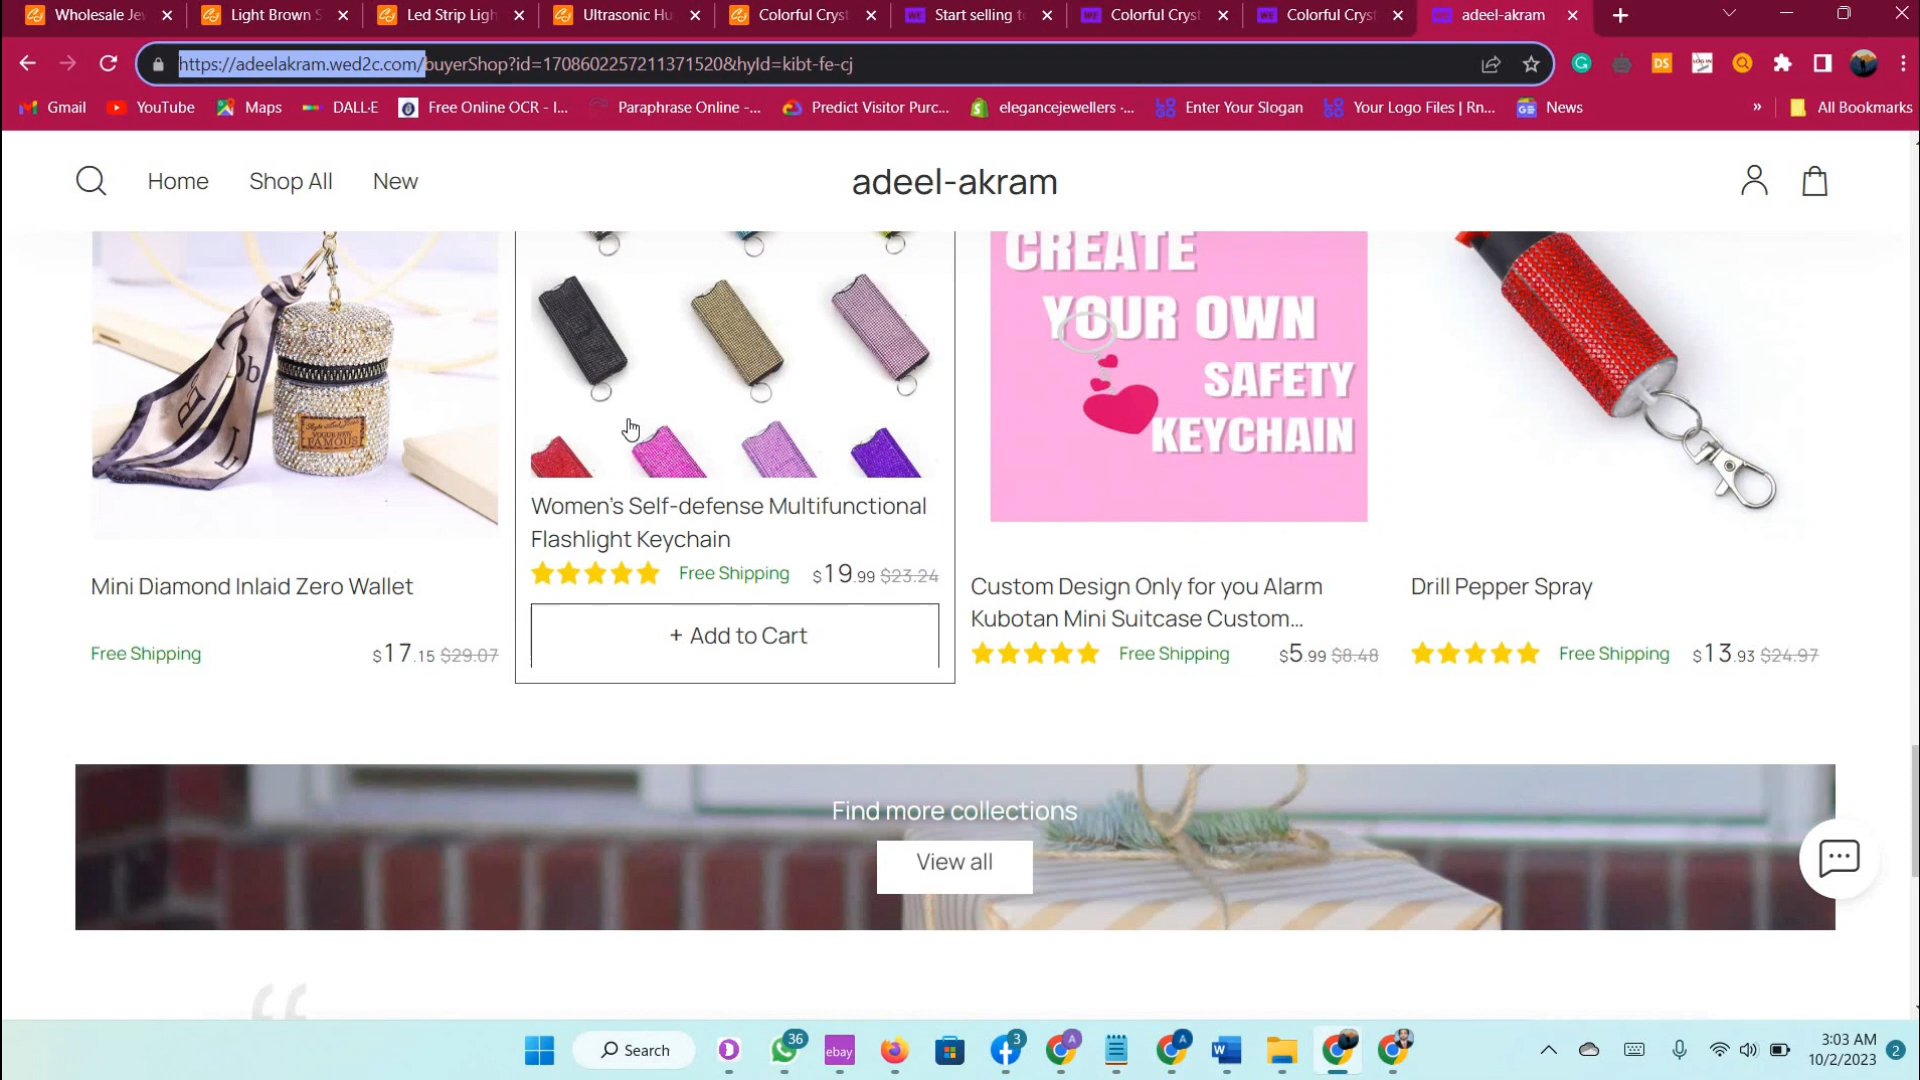 Wholesale Je
Light Brown S
Led Strip Ligh
Ultrasonic Hu
Colorful Cryst
Start selling t
Colorful Cryst
Colorful Cryst
adeel-akram
https://adeelakram.wed2c.com/buyerShop?id=1708602257211371520&hyId=kibt-fe-cj
Gmail
YouTube
Maps
DALL·E
Free Online OCR - I...
Paraphrase Online -...
Predict Visitor Purc...
elegancejewellers -...
Enter Your Slogan
Your Logo Files | Rn...
News
»
All Bookmarks
Home
Shop All
New
adeel-akram
CREATE
YOUR OWN
SAFETY
KEYCHAIN
VOGUE NEW
FAMOUS
Mini Diamond Inlaid Zero Wallet
Free Shipping
$17.15 $29.07
Women's Self-defense Multifunctional
Flashlight Keychain
Free Shipping
$19.99 $23.24
+ Add to Cart
Custom Design Only for you Alarm
Kubotan Mini Suitcase Custom...
Free Shipping
$5.99 $8.48
Drill Pepper Spray
Free Shipping
$13.93 $24.97
Find more collections
View all
Search
36
ebay
3
3:03 AM
10/2/2023
2